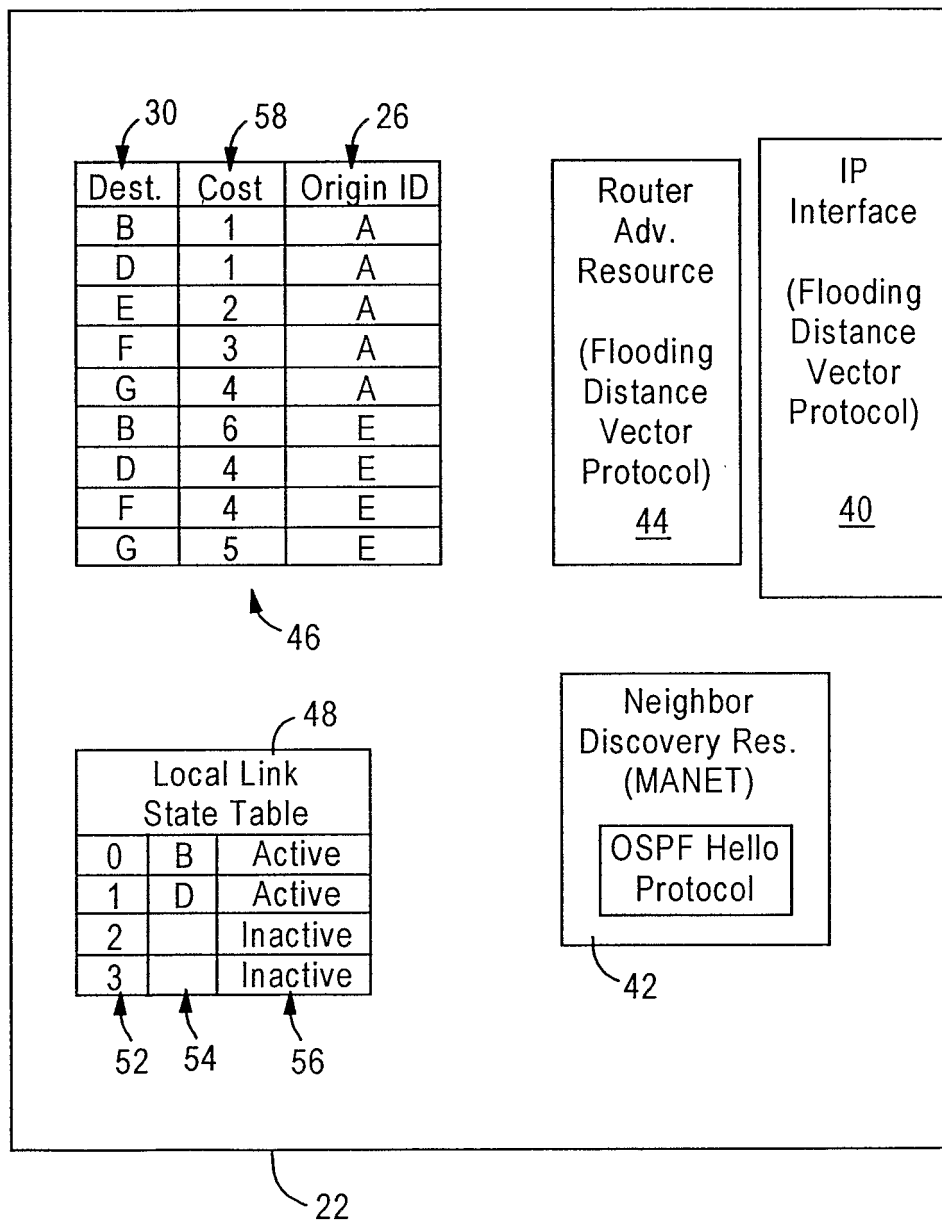 30 58 26
Dest. Cost Origin ID
B 1 A
D 1 A
E 2 A
F 3 A
G 4 A
B 6 E
D 4 E
F 4 E
G 5 E
46
Router
Adv.
Resource
(Flooding
Distance
Vector
Protocol)
44
IP
Interface
(Flooding
Distance
Vector
Protocol)
40
48
Local Link
State Table
0 B Active
1 D Active
2 Inactive
3 Inactive
52 54 56
Neighbor
Discovery Res.
(MANET)
OSPF Hello
Protocol
42
22